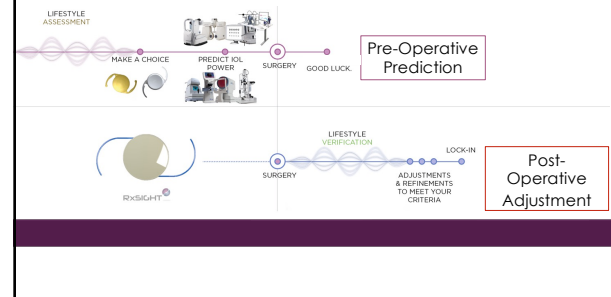 LIFESTYLE
ASSESSMENT
MAKE A CHOICE
PREDICT IOL
POWER
SURGERY
GOOD LUCK.
Pre-Operative
Prediction
RxSIGHT
SURGERY
LIFESTYLE
VERIFICATION
ADJUSTMENTS
& REFINEMENTS
TO MEET YOUR
CRITERIA
LOCK-IN
Post-
Operative
Adjustment